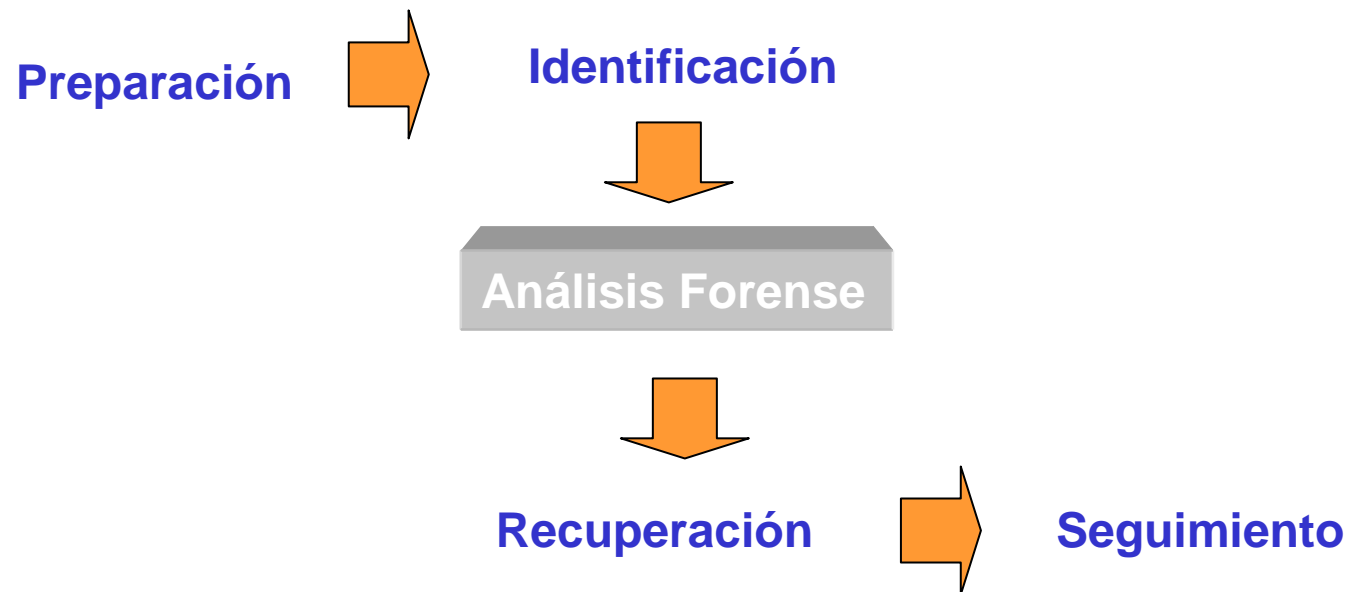 Preparación
Identificación
Análisis Forense
Recuperación
Seguimiento